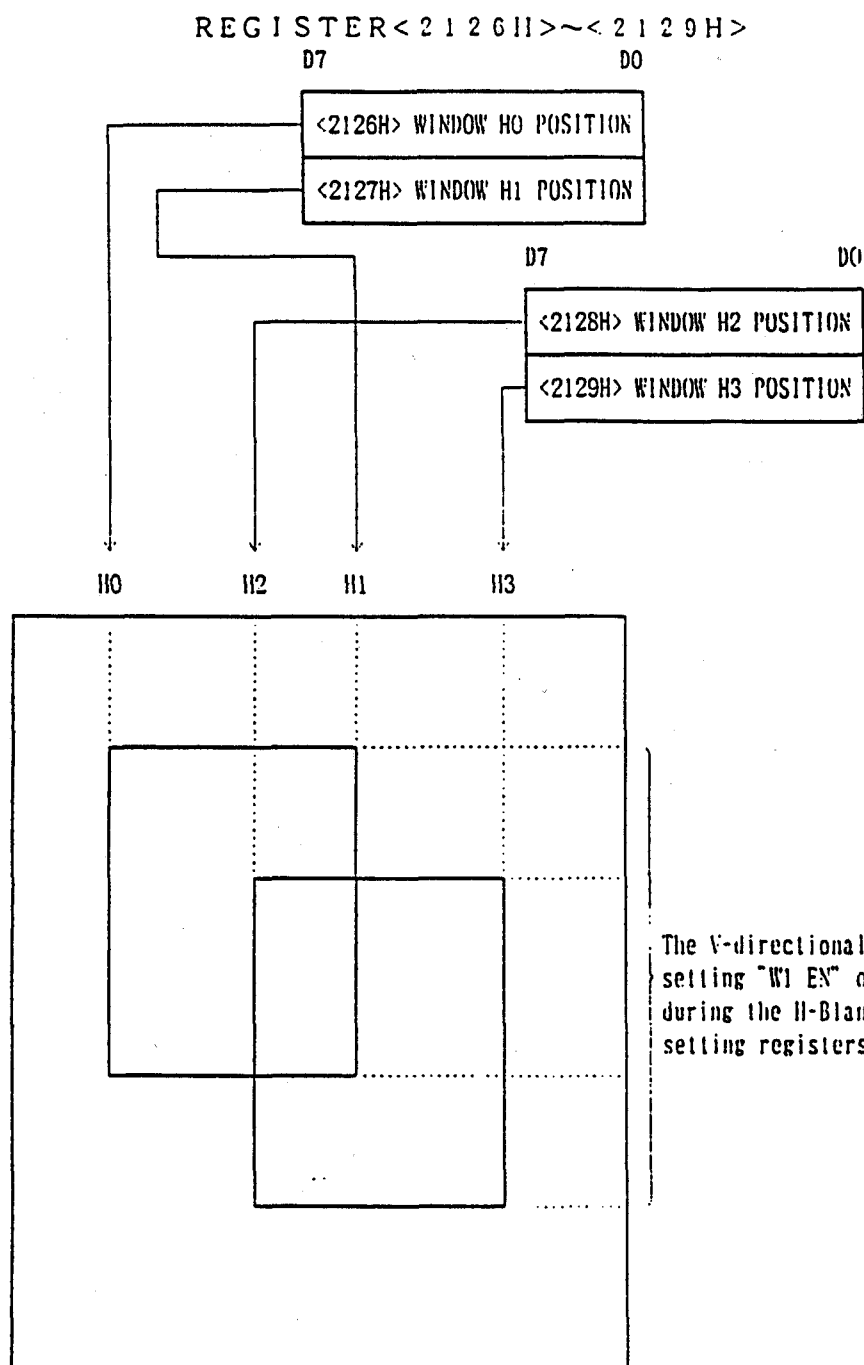 REGISTER<2126H>~<2129H>
D7 D0
<2126H> WINDOW H0 POSITION
<2127H> WINDOW H1 POSITION
D7 D0
<2128H> WINDOW H2 POSITION
<2129H> WINDOW H3 POSITION
H0 H2 H1 H3
The V-directional
setting "W1 EN" o
during the H-Blan
setting registers